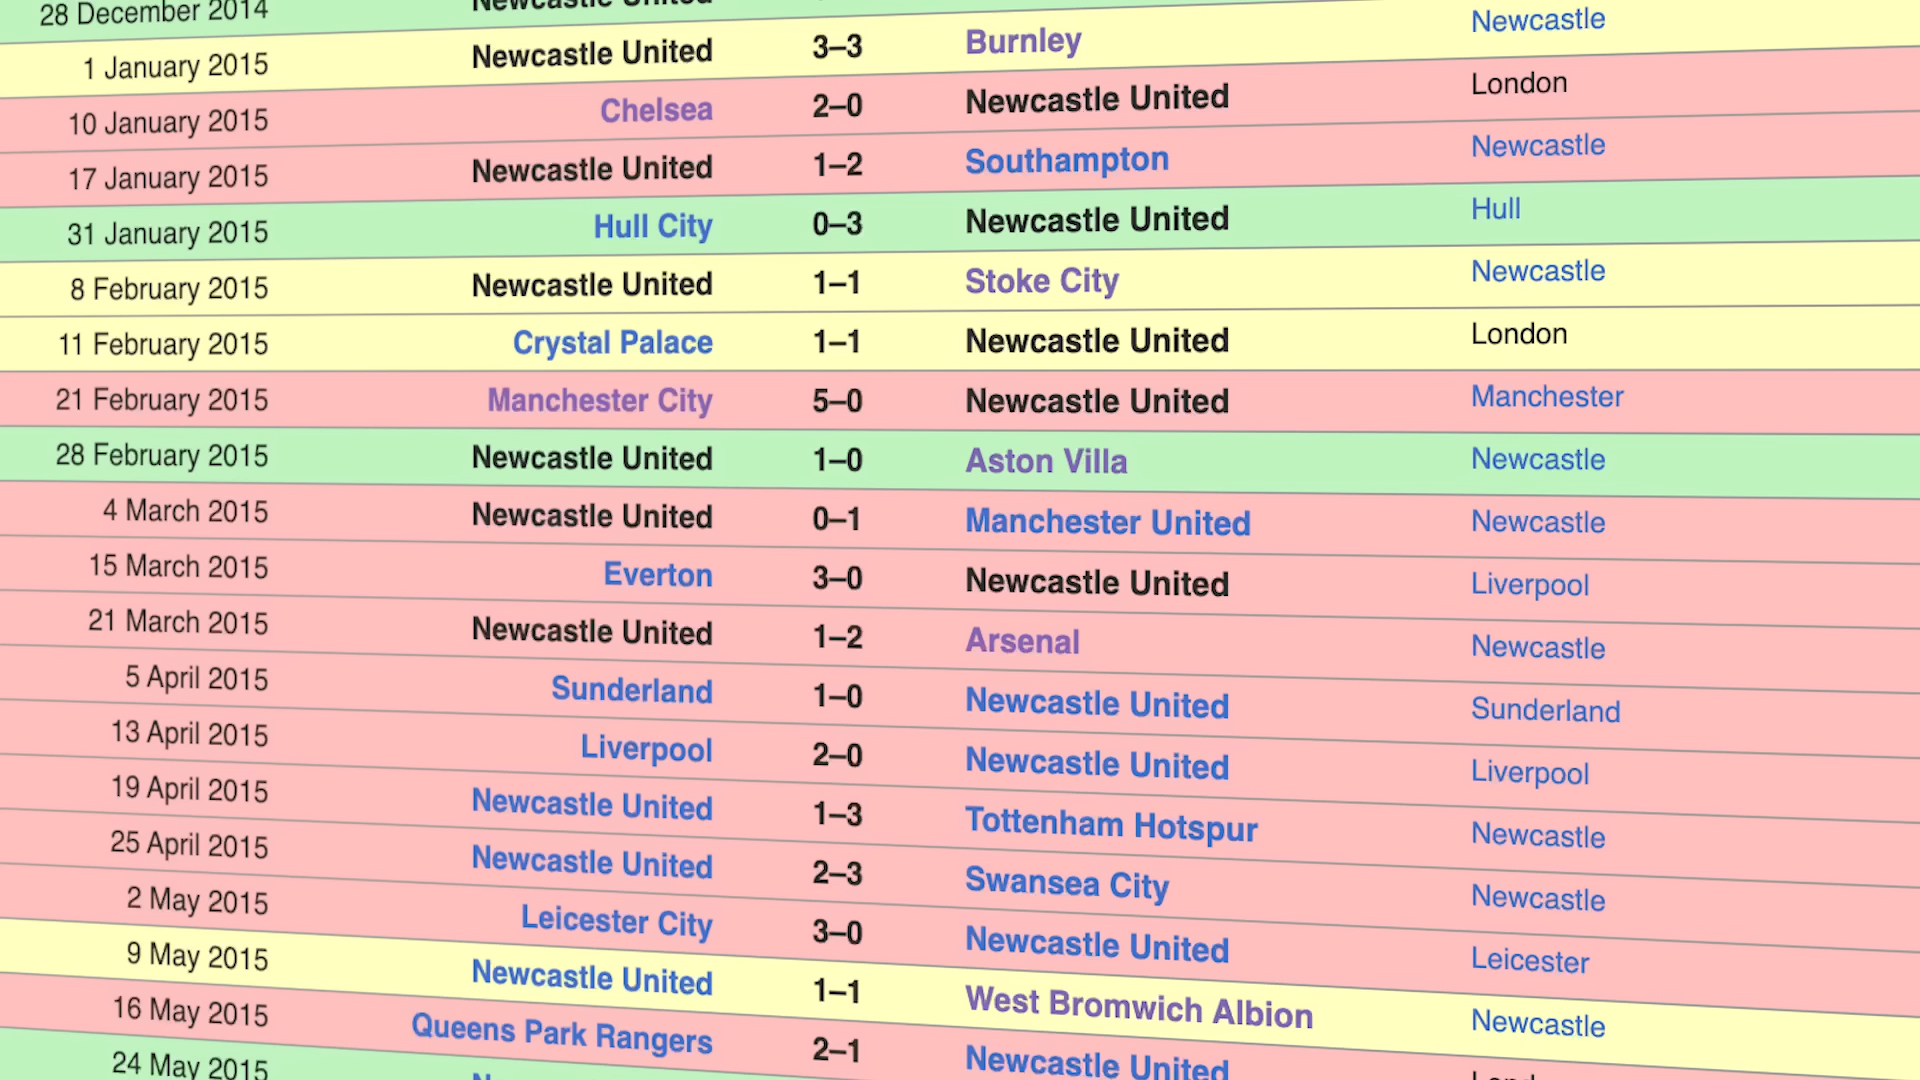 28 December 2014 Newcastle United
1 January 2015 Newcastle United 3–3 Burnley Newcastle
10 January 2015 Chelsea 2–0 Newcastle United London
17 January 2015 Newcastle United 1–2 Southampton Newcastle
31 January 2015 Hull City 0–3 Newcastle United Hull
8 February 2015 Newcastle United 1–1 Stoke City Newcastle
11 February 2015 Crystal Palace 1–1 Newcastle United London
21 February 2015 Manchester City 5–0 Newcastle United Manchester
28 February 2015 Newcastle United 1–0 Aston Villa Newcastle
4 March 2015 Newcastle United 0–1 Manchester United Newcastle
15 March 2015 Everton 3–0 Newcastle United Liverpool
21 March 2015 Newcastle United 1–2 Arsenal Newcastle
5 April 2015 Sunderland 1–0 Newcastle United Sunderland
13 April 2015 Liverpool 2–0 Newcastle United Liverpool
19 April 2015 Newcastle United 1–3 Tottenham Hotspur Newcastle
25 April 2015 Newcastle United 2–3 Swansea City Newcastle
2 May 2015 Leicester City 3–0 Newcastle United Leicester
9 May 2015 Newcastle United 1–1 West Bromwich Albion Newcastle
16 May 2015 Queens Park Rangers 2–1 Newcastle United
24 May 2015